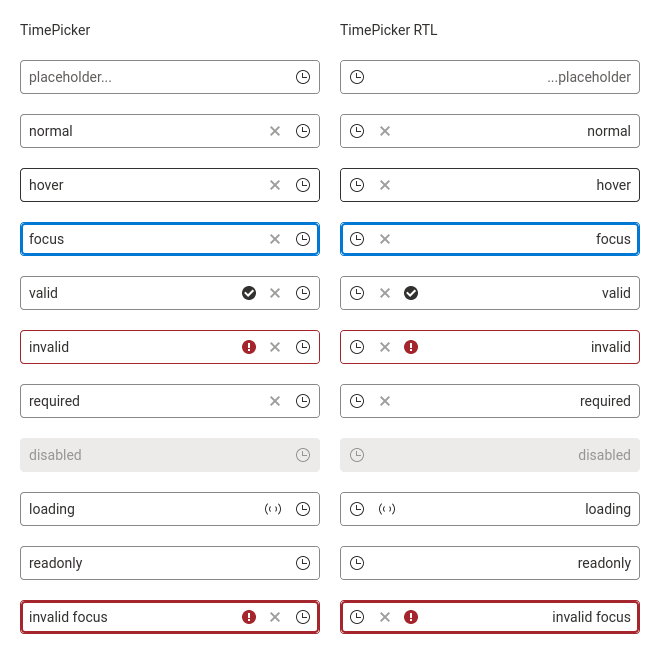 TimePicker
TimePicker RTL
placeholder...
...placeholder
normal
normal
hover
hover
focus
focus
valid
valid
invalid
invalid
required
required
disabled
disabled
loading
loading
readonly
readonly
invalid focus
invalid focus